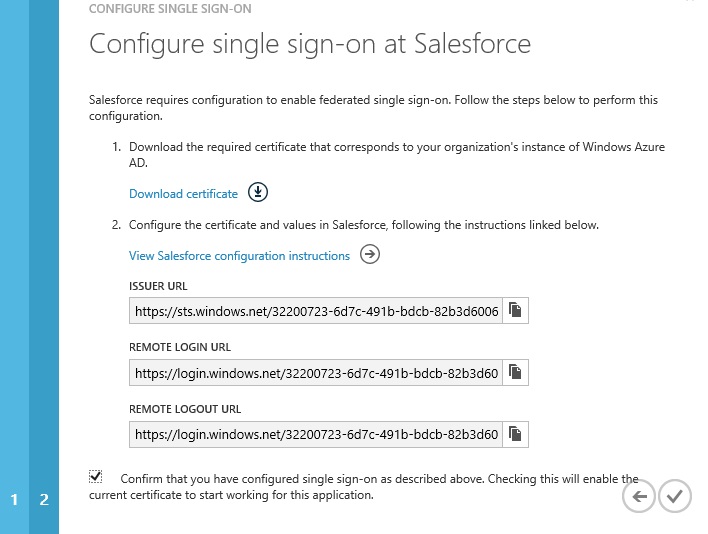 CONFIGURE SINGLE SIGN-ON
Configure single sign-on at Salesforce
Salesforce requires configuration to enable federated single sign-on. Follow the steps below to perform this
configuration.
1. Download the required certificate that corresponds to your organization's instance of Windows Azure
AD.
Download certificate
2. Configure the certificate and values in Salesforce, following the instructions linked below.
View Salesforce configuration instructions
ISSUER URL
https://sts.windows.net/32200723-6d7c-491b-bdcb-82b3d6006
REMOTE LOGIN URL
https://login.windows.net/32200723-6d7c-491b-bdcb-82b3d60
REMOTE LOGOUT URL
https://login.windows.net/32200723-6d7c-491b-bdcb-82b3d60
Confirm that you have configured single sign-on as described above. Checking this will enable the
current certificate to start working for this application.
1 2